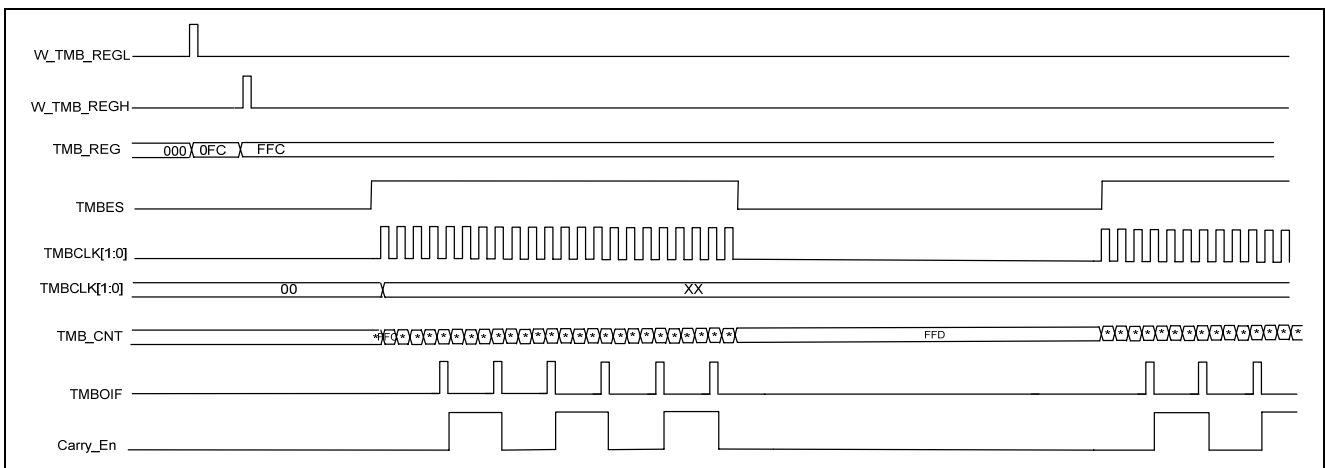 W_TMB_REGL
W_TMB_REGH
TMB_REG 000 0FC FFC
TMBES
TMBCLK[1:0]
TMBCLK[1:0] 00 XX
TMB_CNT * FFC * * * * * * * * * * * * * * * * * * * * * * * * * FFD * * * * * * * * * * * * * * *
TMBOIF
Carry_En